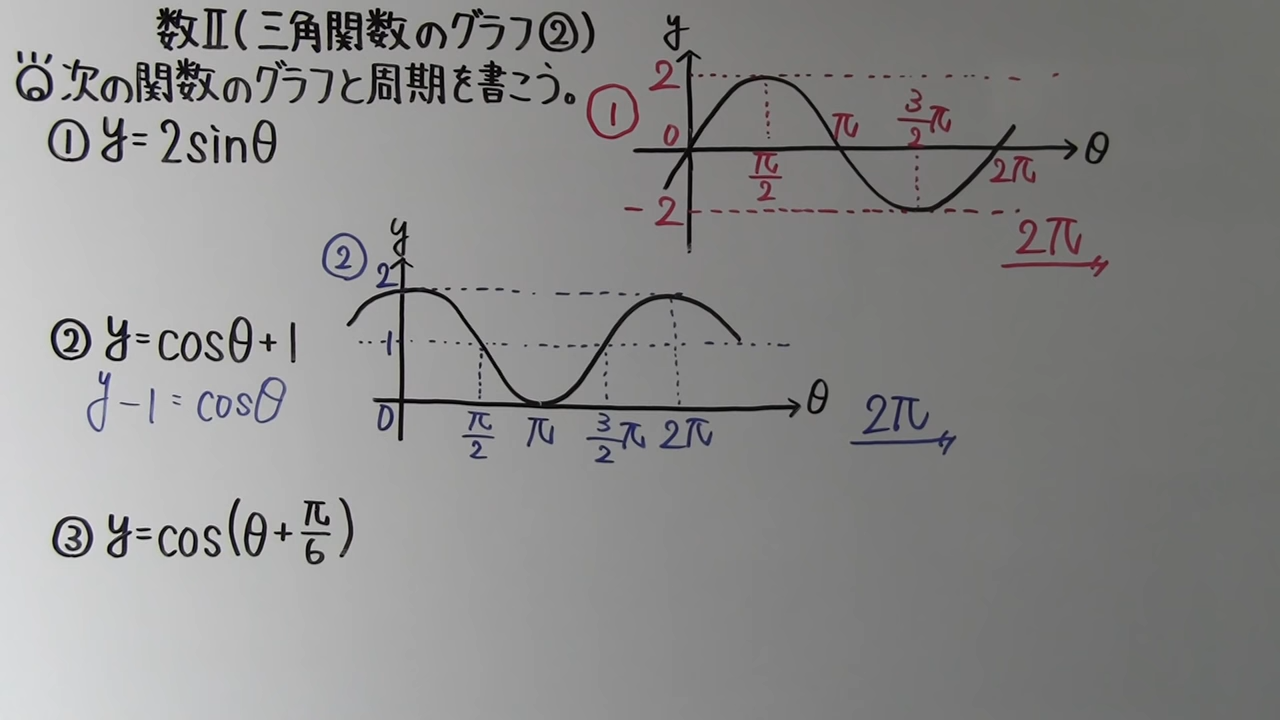 数Ⅱ(三角関数のグラフ②)
次の関数のグラフと周期を書こう。
① y=2sinθ
①
y
2
0
π/2
π
3/2 π
2π
θ
-2
2π
②
y
2
1
0
π/2
π
3/2 π
2π
θ
2π
② y=cosθ+1
y-1=cosθ
③ y=cos(θ+π/6)